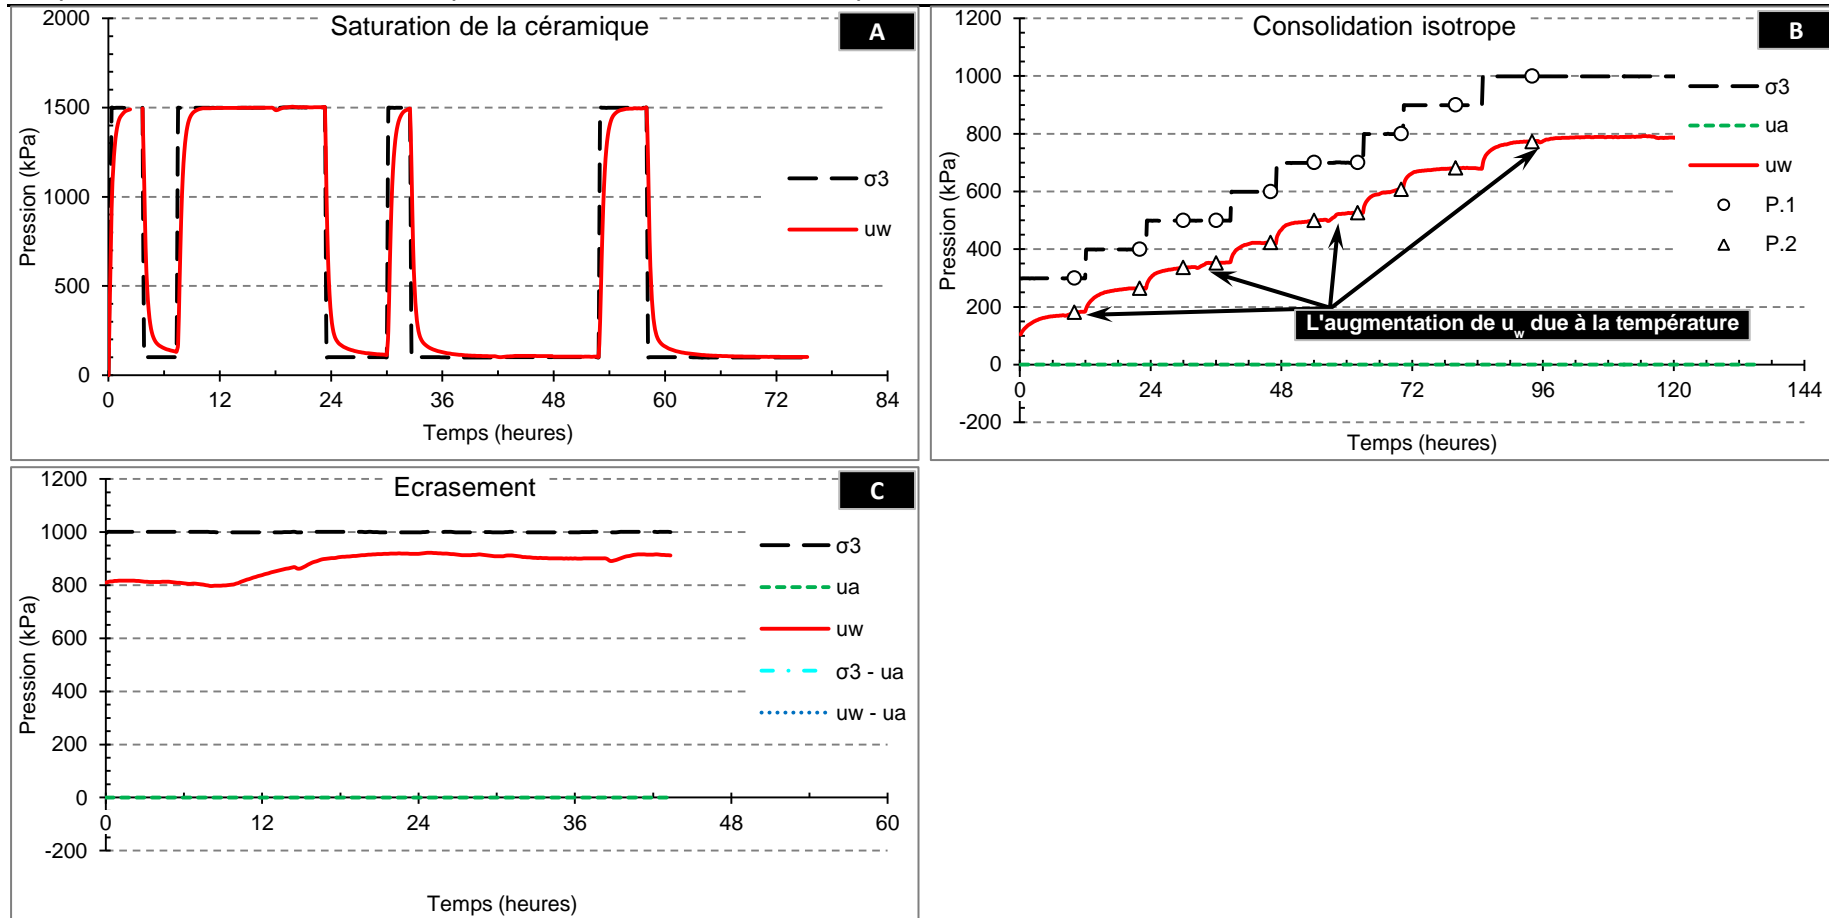 Saturation de la céramique
A
2000
1500
1000
500
0
Pression (kPa)
σ3
uw
0 12 24 36 48 60 72 84
Temps (heures)
Consolidation isotrope
B
1200
1000
800
600
400
200
0
-200
Pression (kPa)
σ3
ua
uw
P.1
P.2
L'augmentation de uw due à la température
0 24 48 72 96 120 144
Temps (heures)
Ecrasement
C
1200
1000
800
600
400
200
0
-200
Pression (kPa)
σ3
ua
uw
σ3 - ua
uw - ua
0 12 24 36 48 60
Temps (heures)